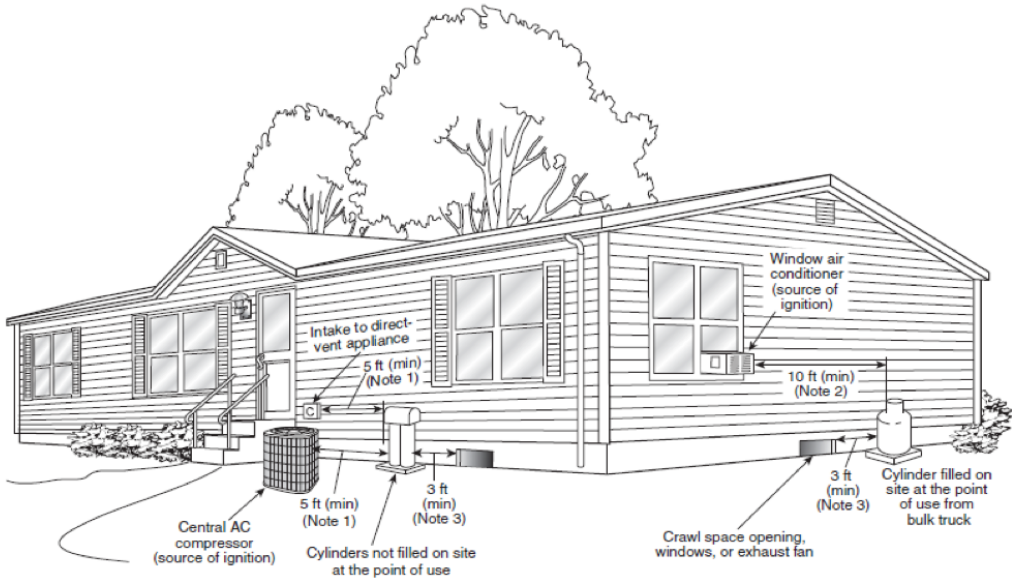 Window air
conditioner
(source of
ignition)
Intake to direct-
vent appliance
5 ft (min)
(Note 1)
10 ft (min)
(Note 2)
C
5 ft (min)
(Note 1)
3 ft
(min)
(Note 3)
3 ft
(min)
(Note 3)
Cylinder filled on
site at the point
of use from
bulk truck
Central AC
compressor
(source of ignition)
Cylinders not filled on site
at the point of use
Crawl space opening,
windows, or exhaust fan